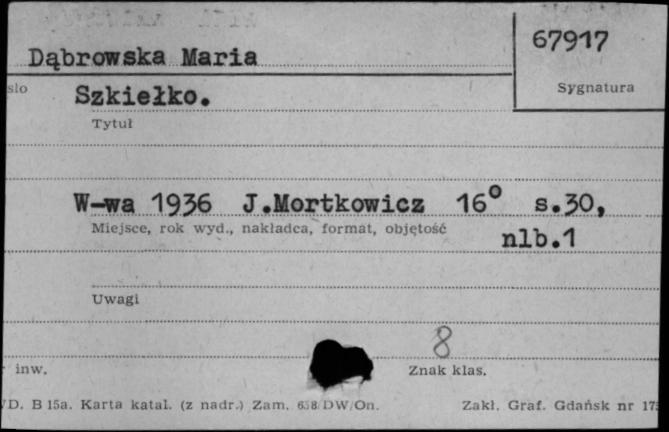 Dąbrowska Maria
67917
Sygnatura
Szkiełko.
Tytuł
W-wa 1936 J.Mortkowicz 16° s.30,
Miejsce, rok wyd., nakładca, format, objętość
nlb.1
Uwagi
8
inw.
Znak klas.
B 15a. Karta katal. (z nadr.) Zam. 638/DW/On.
Zakł. Graf. Gdańsk nr